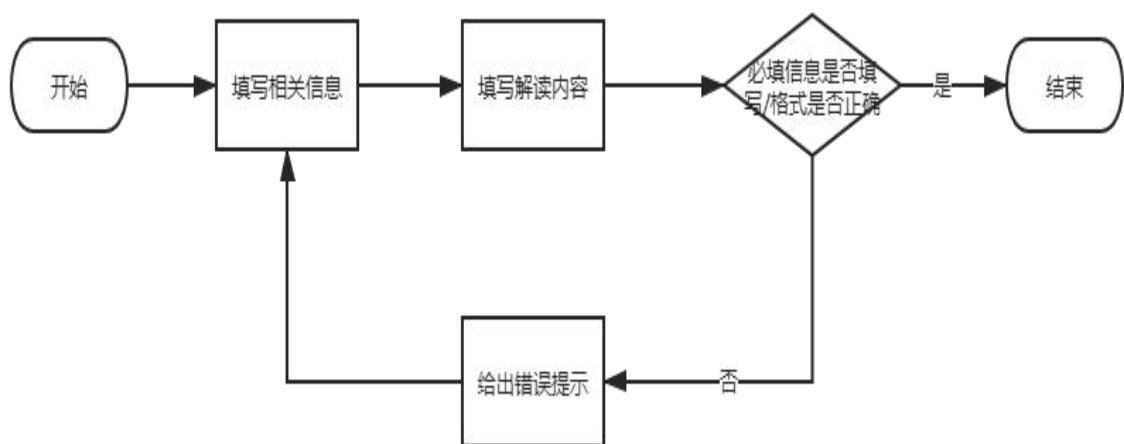 开始
填写相关信息
填写解读内容
必填信息是否填
写/格式是否正确
是
结束
否
给出错误提示